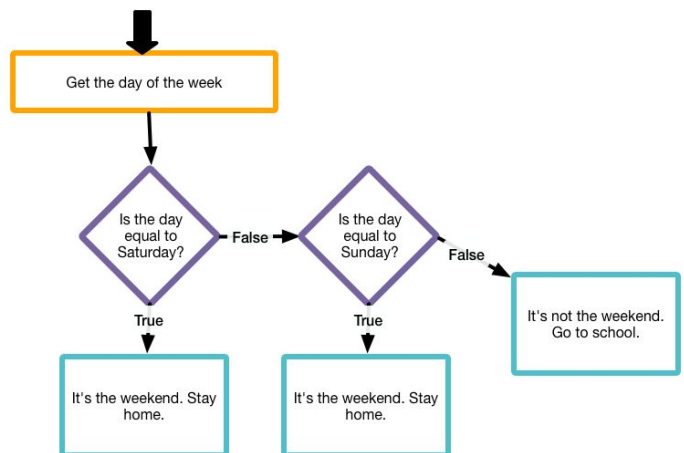 Get the day of the week
Is the day
equal to
Saturday?
False
Is the day
equal to
Sunday?
False
It's not the weekend.
Go to school.
True
True
It's the weekend. Stay
home.
It's the weekend. Stay
home.